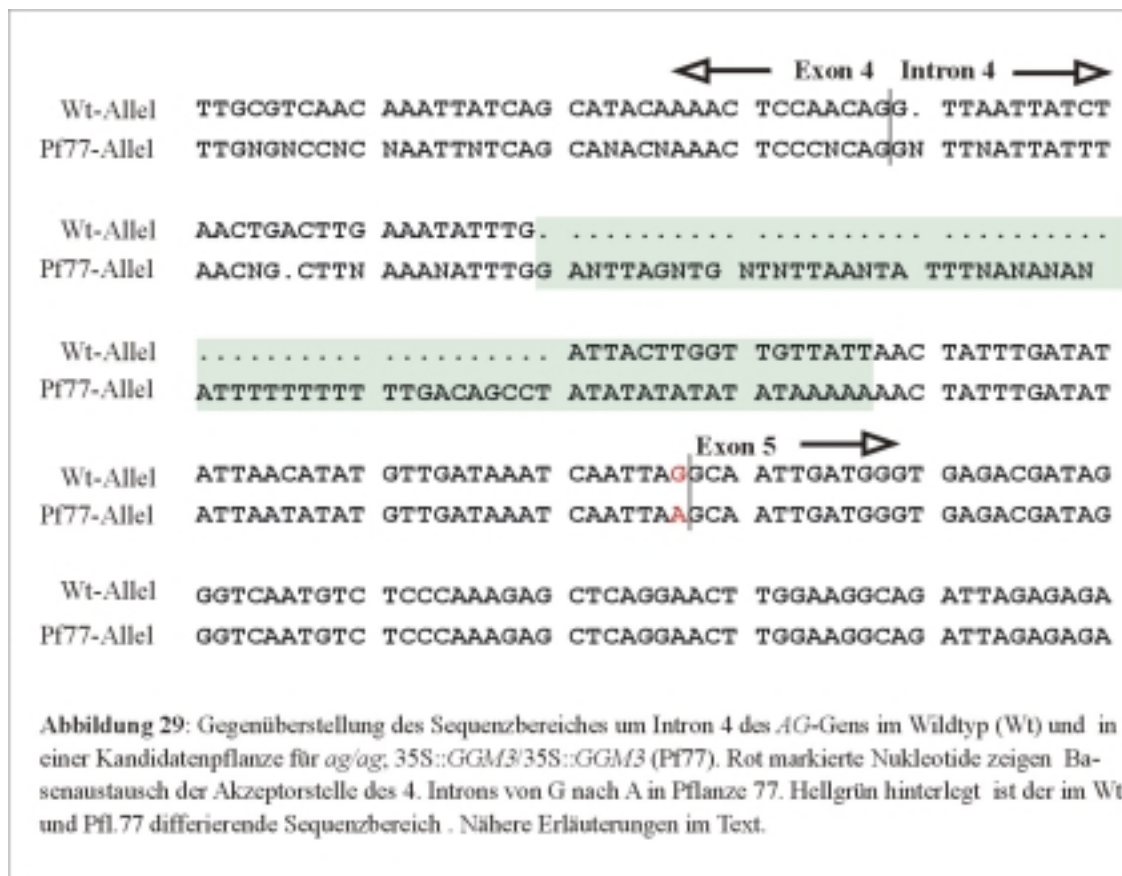 Exon 4 Intron 4
Wt-Allel TTGCGTCAAC AAATTATCAG CATACAAAAC TCCAACAGG. TTAATTATCT
Pf77-Allel TTGNGNCCNC NAATTNTCAG CANACNAAAC TCCCNCAGGN TTNATTATTT
Wt-Allel AACTGACTTG AAATATTTG. .......... .......... ..........
Pf77-Allel AACNG.CTTN AAANATTTGG ANTTAGNTG NTNTTAANTA TTTNANANAN
Wt-Allel .......... .......... ATTACTTGGT TGTTATTAAC TATTTGATAT
Pf77-Allel ATTTTTTTTT TTGACAGCCT ATATATATAT ATAAAAAAAC TATTTGATAT
Exon 5
Wt-Allel ATTAACATAT GTTGATAAAT CAATTAGGCA ATTGATGGGT GAGACGATAG
Pf77-Allel ATTAATATAT GTTGATAAAT CAATTAAGCA ATTGATGGGT GAGACGATAG
Wt-Allel GGTCAATGTC TCCCAAAGAG CTCAGGAACT TGGAAGGCAG ATTAGAGAGA
Pf77-Allel GGTCAATGTC TCCCAAAGAG CTCAGGAACT TGGAAGGCAG ATTAGAGAGA
Abbildung 29: Gegenüberstellung des Sequenzbereiches um Intron 4 des AG-Gens im Wildtyp (Wt) und in
einer Kandidatenpflanze für ag/ag; 35S::GGM3/35S::GGM3 (Pf77). Rot markierte Nukleotide zeigen Ba-
senaustausch der Akzeptorstelle des 4. Introns von G nach A in Pflanze 77. Hellgrün hinterlegt ist der im Wt
und Pfl.77 differierende Sequenzbereich . Nähere Erläuterungen im Text.